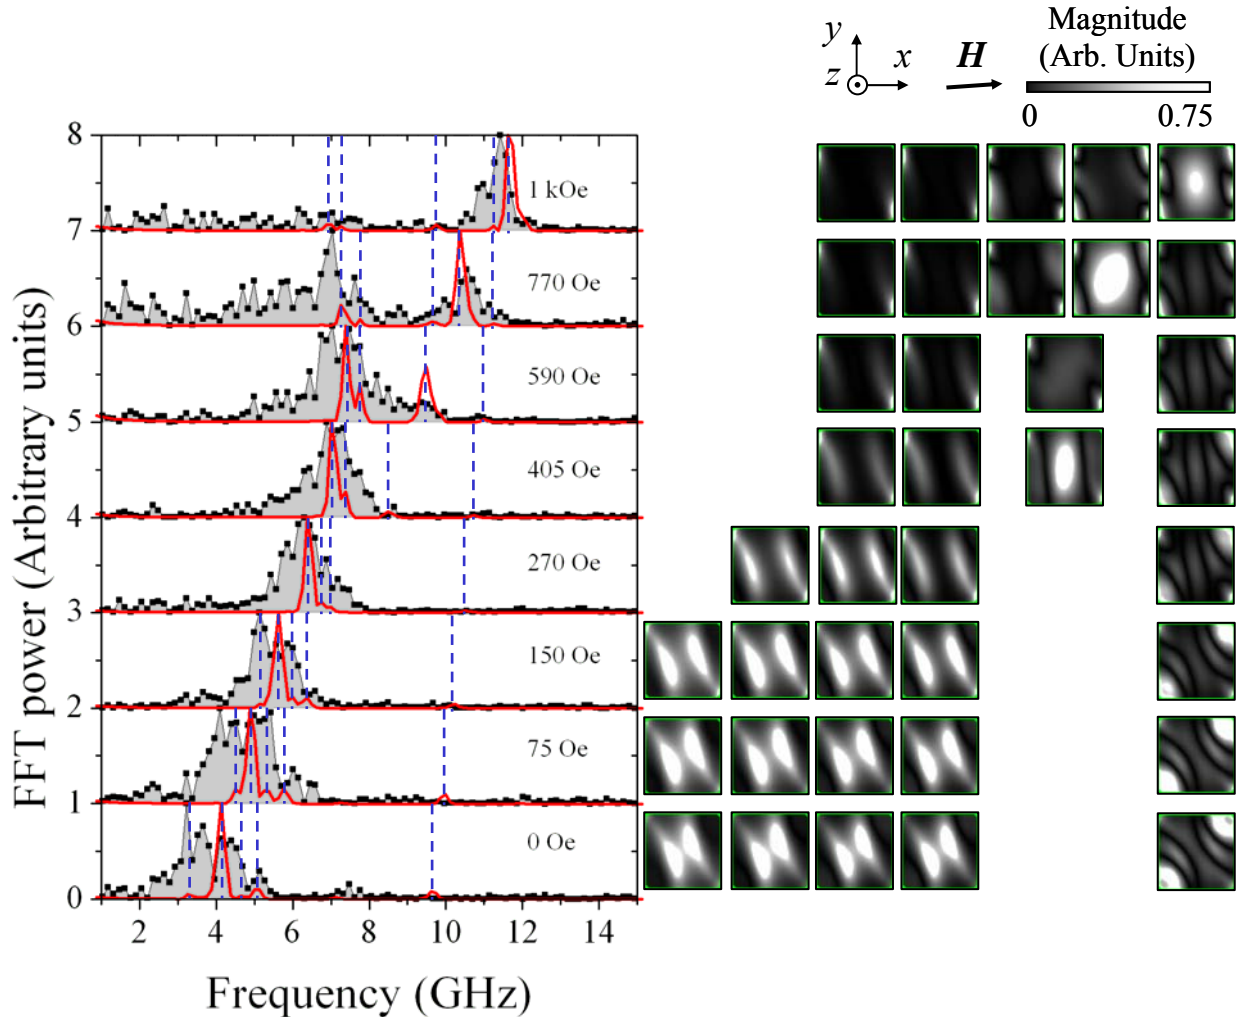 Magnitude
(Arb. Units)
y
x
z
H
0
0.75
FFT power (Arbitrary units)
8
7
6
5
4
3
2
1
0
1 kOe
770 Oe
590 Oe
405 Oe
270 Oe
150 Oe
75 Oe
0 Oe
2 4 6 8 10 12 14
Frequency (GHz)